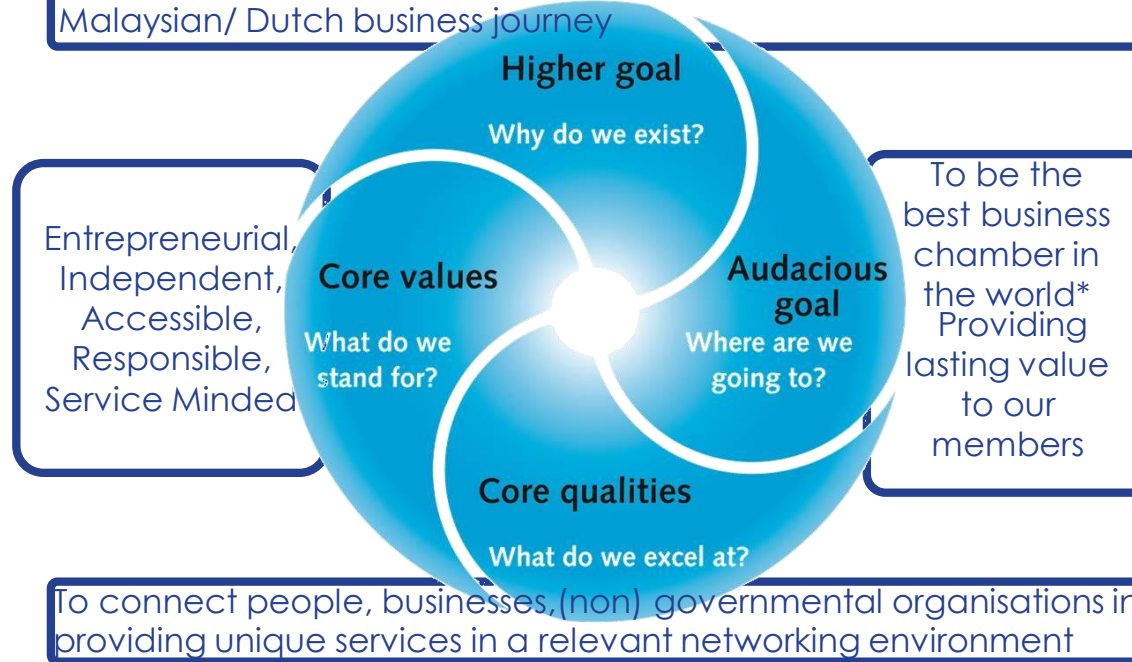 Malaysian/ Dutch business journey
Higher goal
Why do we exist?
Entrepreneurial,
Independent,
Accessible,
Responsible,
Service Minded
Core values
What do we
stand for?
Audacious
goal
Where are we
going to?
To be the
best business
chamber in
the world*
Providing
lasting value
to our
members
Core qualities
What do we excel at?
To connect people, businesses,(non) governmental organisations in
providing unique services in a relevant networking environment